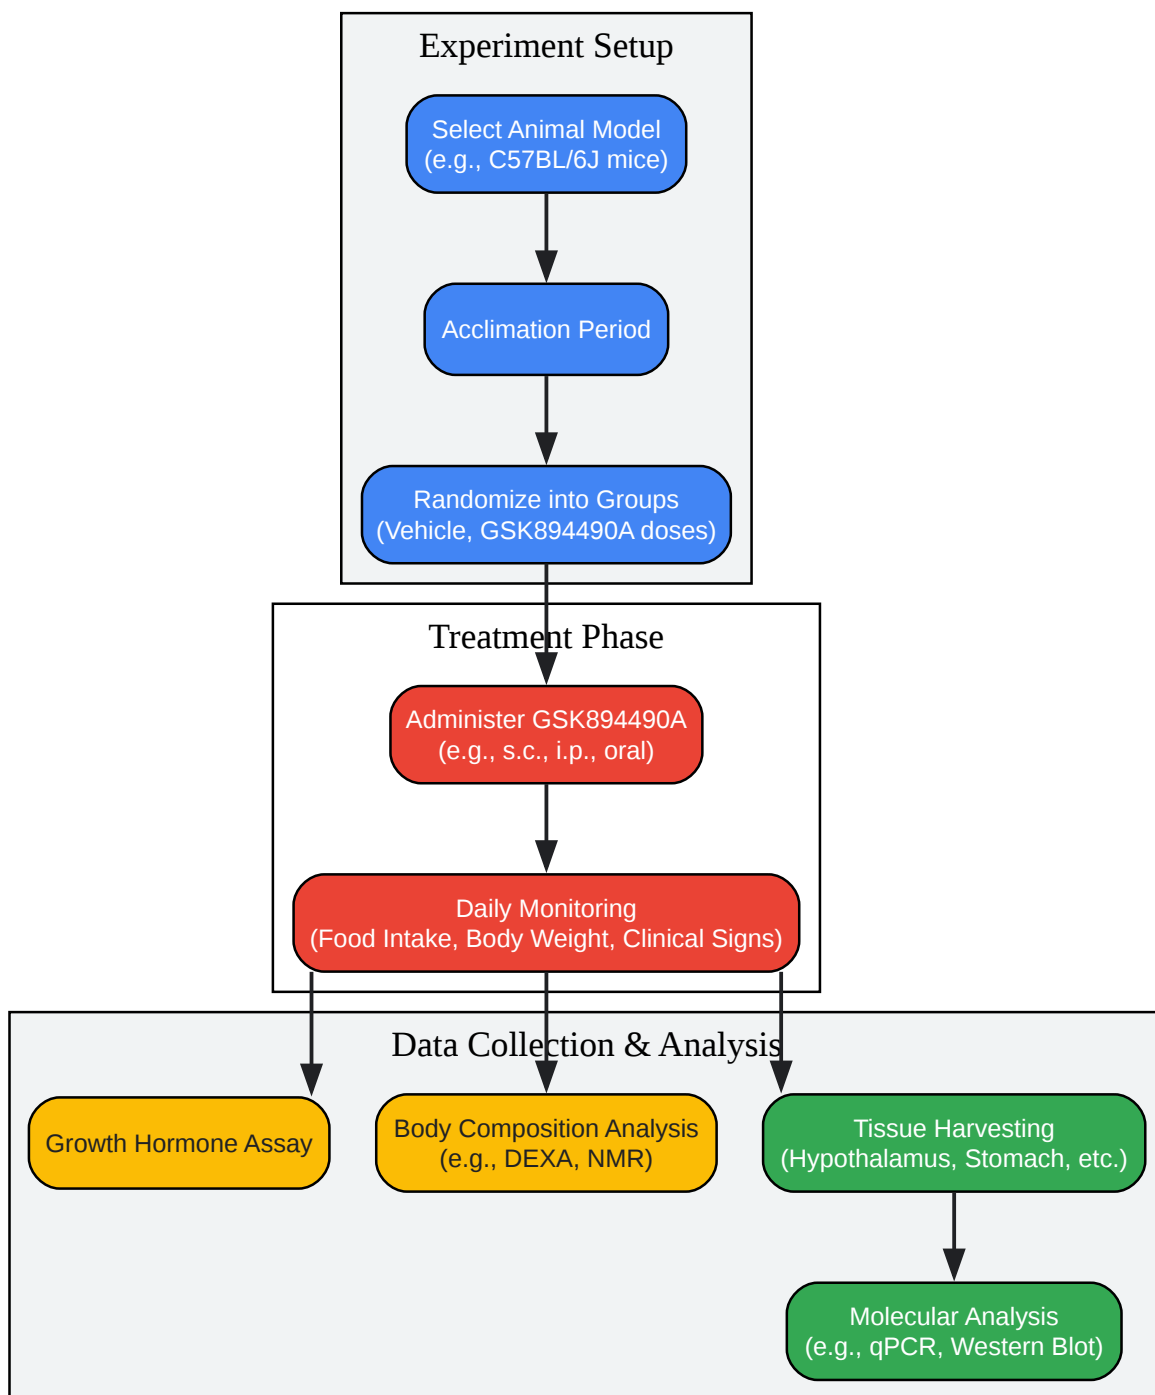 Experiment Setup
Select Animal Model
(e.g., C57BL/6J mice)
Acclimation Period
Randomize into Groups
(Vehicle, GSK894490A doses)
Treatment Phase
Administer GSK894490A
(e.g., s.c., i.p., oral)
Daily Monitoring
(Food Intake, Body Weight, Clinical Signs)
Data Collection & Analysis
Growth Hormone Assay
Body Composition Analysis
(e.g., DEXA, NMR)
Tissue Harvesting
(Hypothalamus, Stomach, etc.)
Molecular Analysis
(e.g., qPCR, Western Blot)